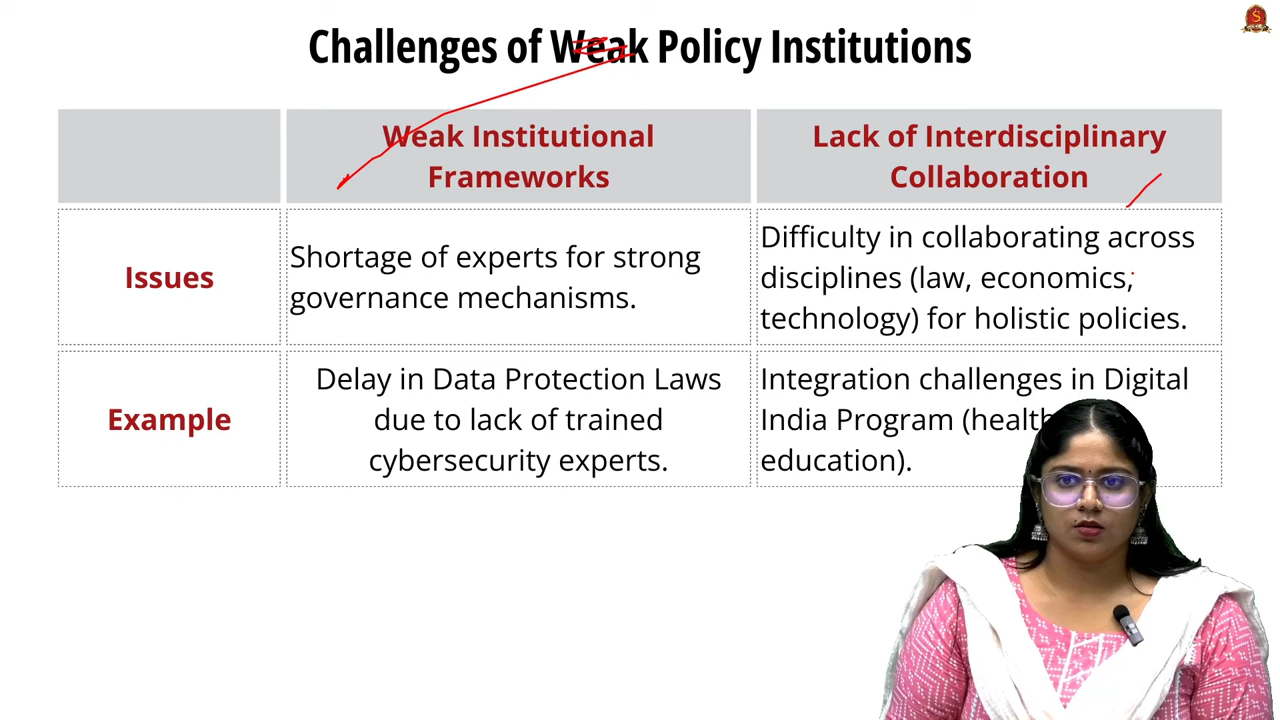 Challenges of Weak Policy Institutions
Weak Institutional
Frameworks
Lack of Interdisciplinary
Collaboration
Issues
Shortage of experts for strong
governance mechanisms.
Difficulty in collaborating across
disciplines (law, economics,
technology) for holistic policies.
Example
Delay in Data Protection Laws
due to lack of trained
cybersecurity experts.
Integration challenges in Digital
India Program (health
education).